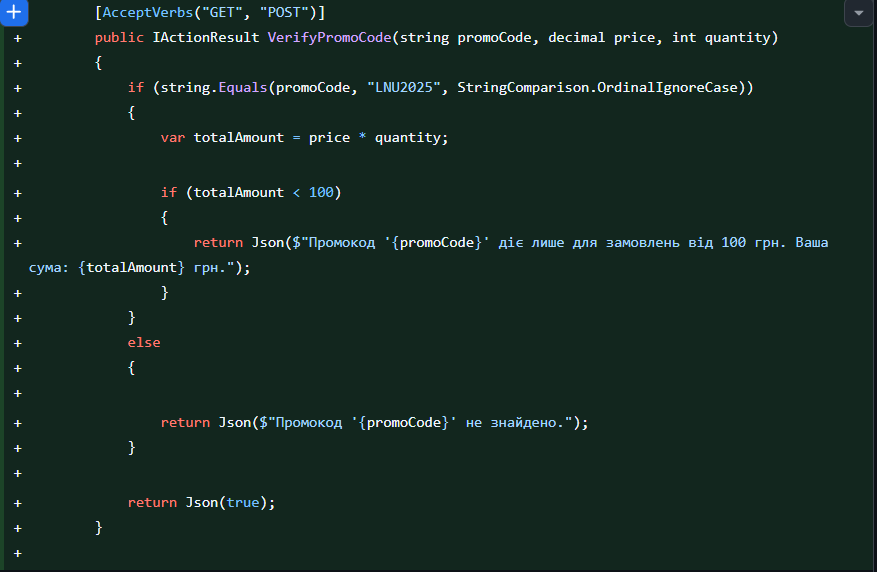 [AcceptVerbs("GET", "POST")]
+ public IActionResult VerifyPromoCode(string promoCode, decimal price, int quantity)
+ {
+ if (string.Equals(promoCode, "LNU2025", StringComparison.OrdinalIgnoreCase))
+ {
+ var totalAmount = price * quantity;
+
+ if (totalAmount < 100)
+ {
+ return Json($"Промокод '{promoCode}' діє лише для замовлень від 100 грн. Ваша
сума: {totalAmount} грн.");
+ }
+ }
+ else
+ {
+
+ return Json($"Промокод '{promoCode}' не знайдено.");
+ }
+
+ return Json(true);
+ }
+